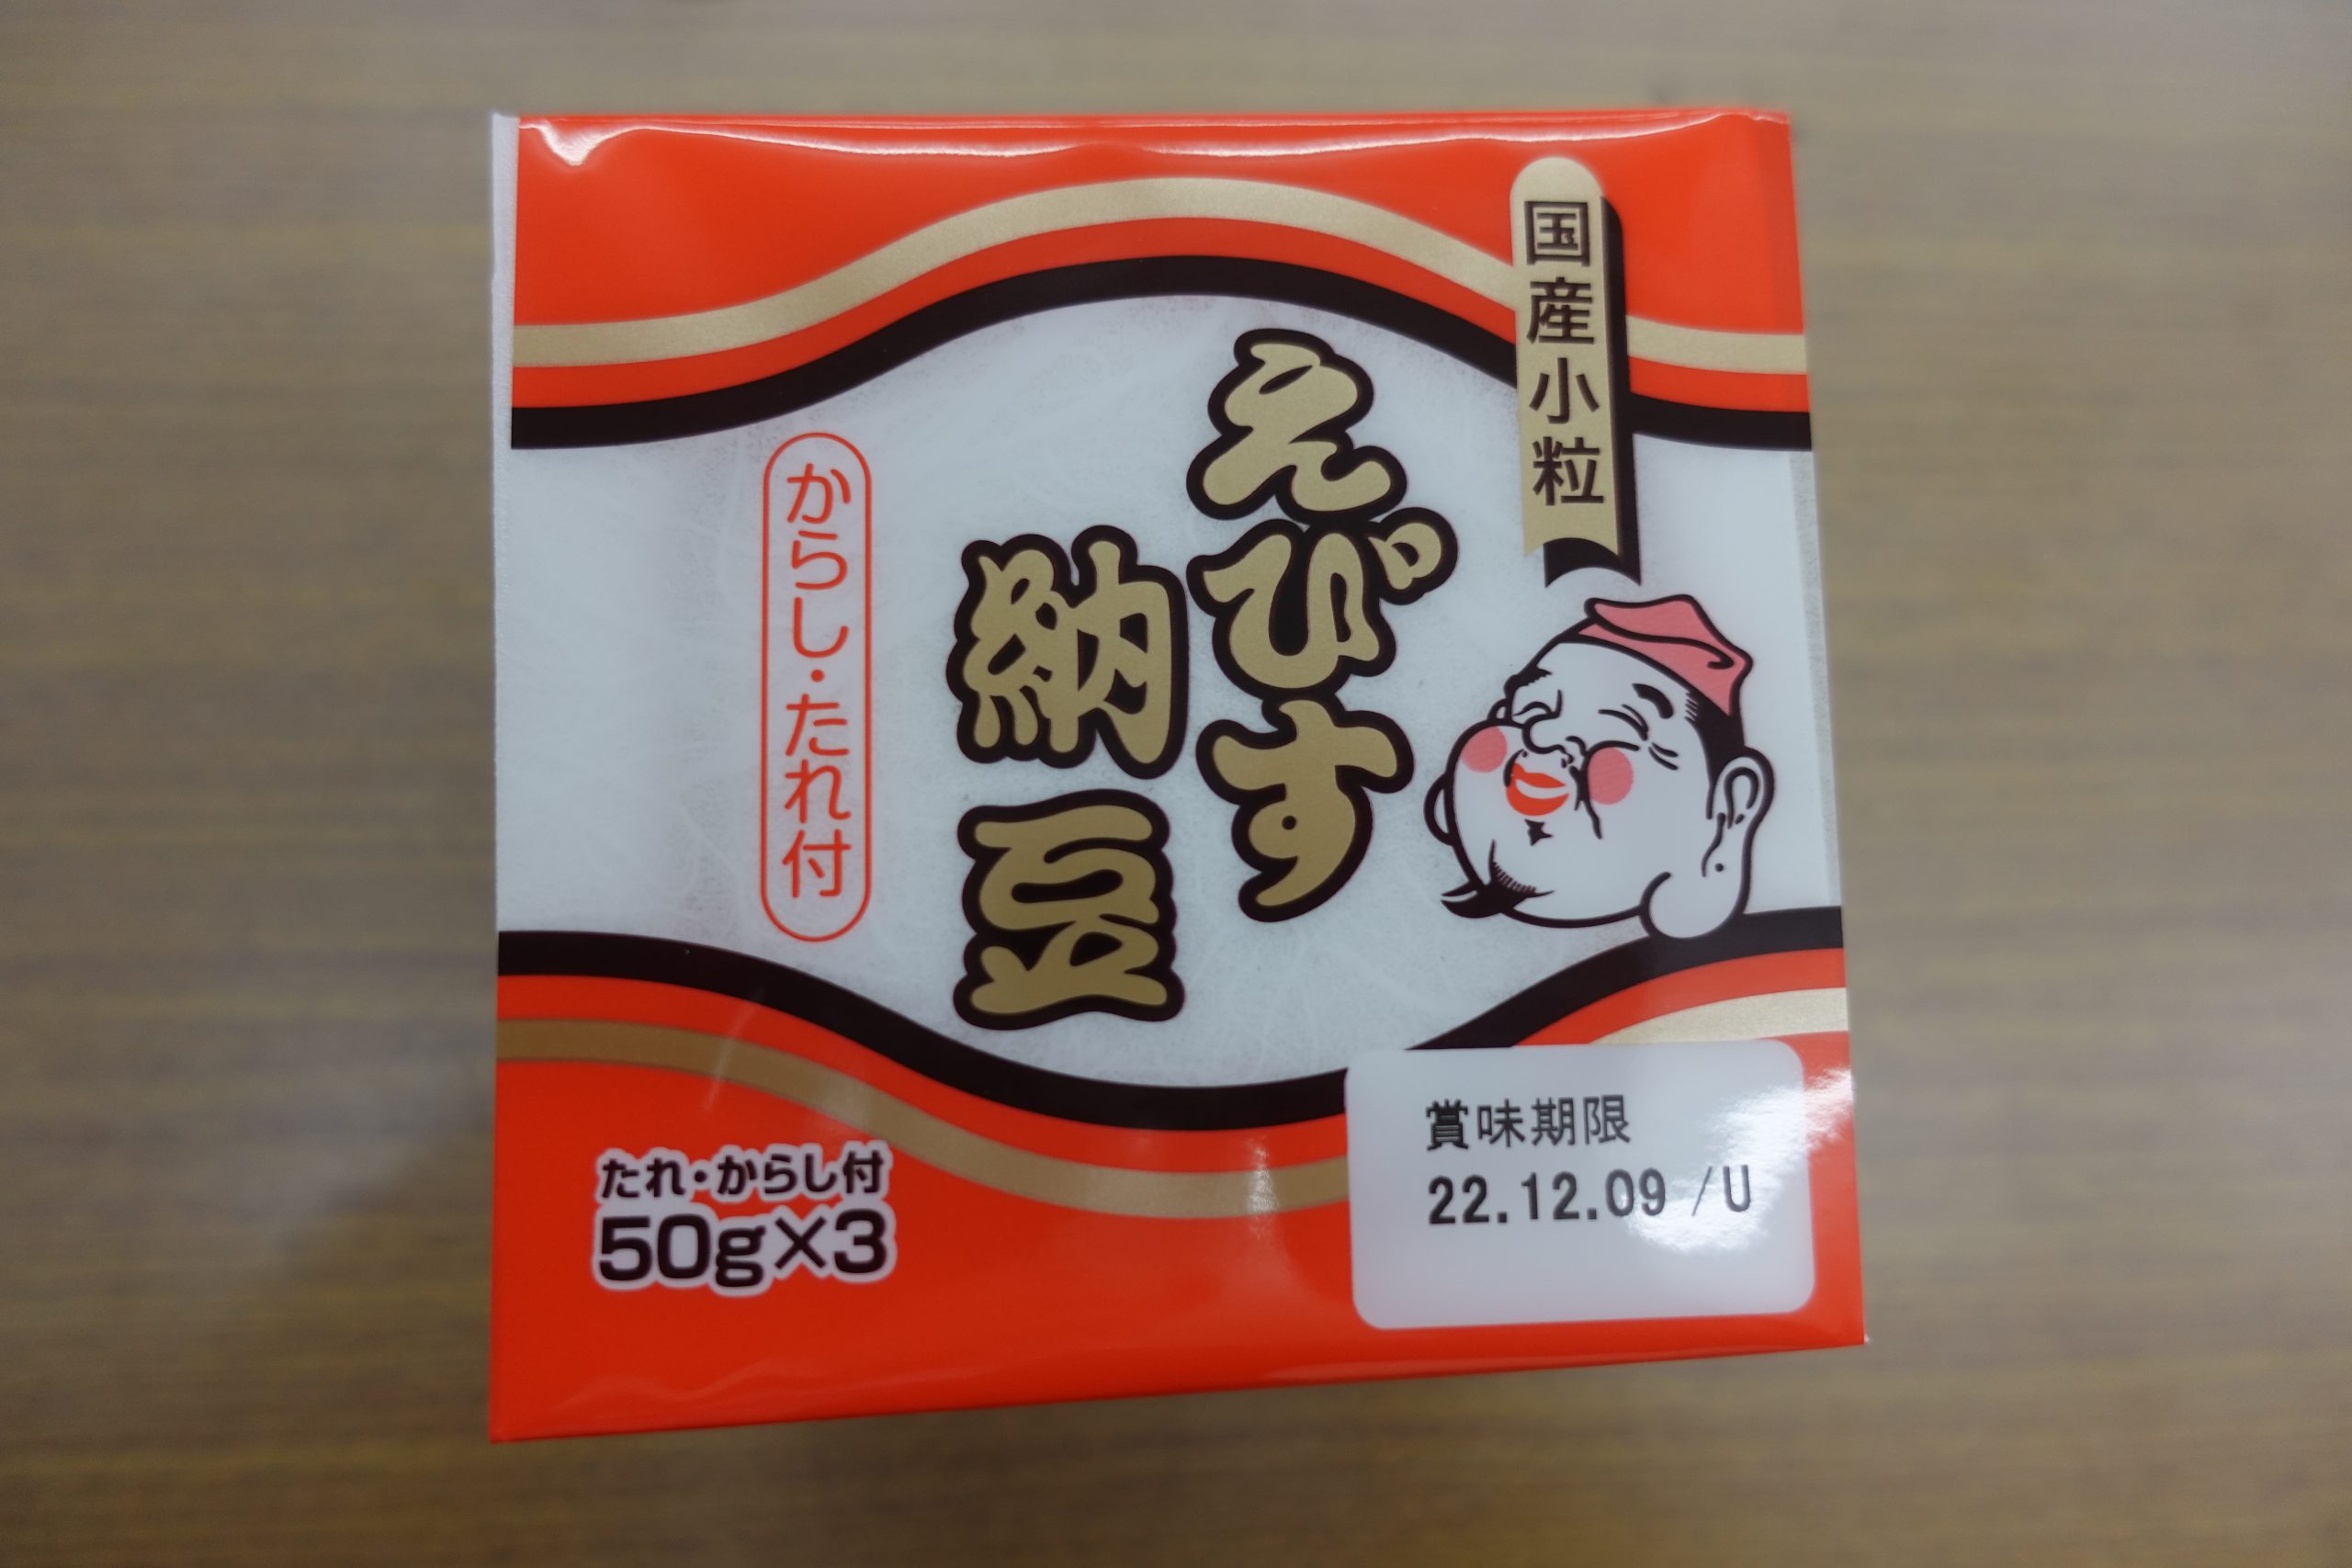 国産小粒
えびす
納豆
からし・たれ付
たれ・からし付
50g×3
賞味期限
22.12.09 /U